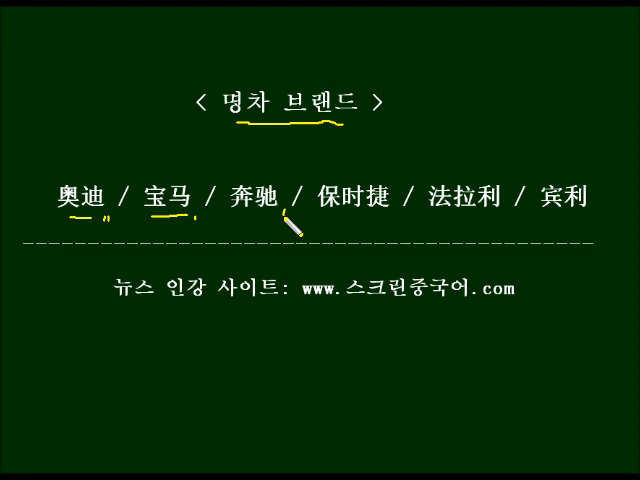 < 명차 브랜드 >
奥迪 / 宝马 / 奔驰 / 保时捷 / 法拉利 / 宾利
뉴스 인강 사이트: www.스크린중국어.com